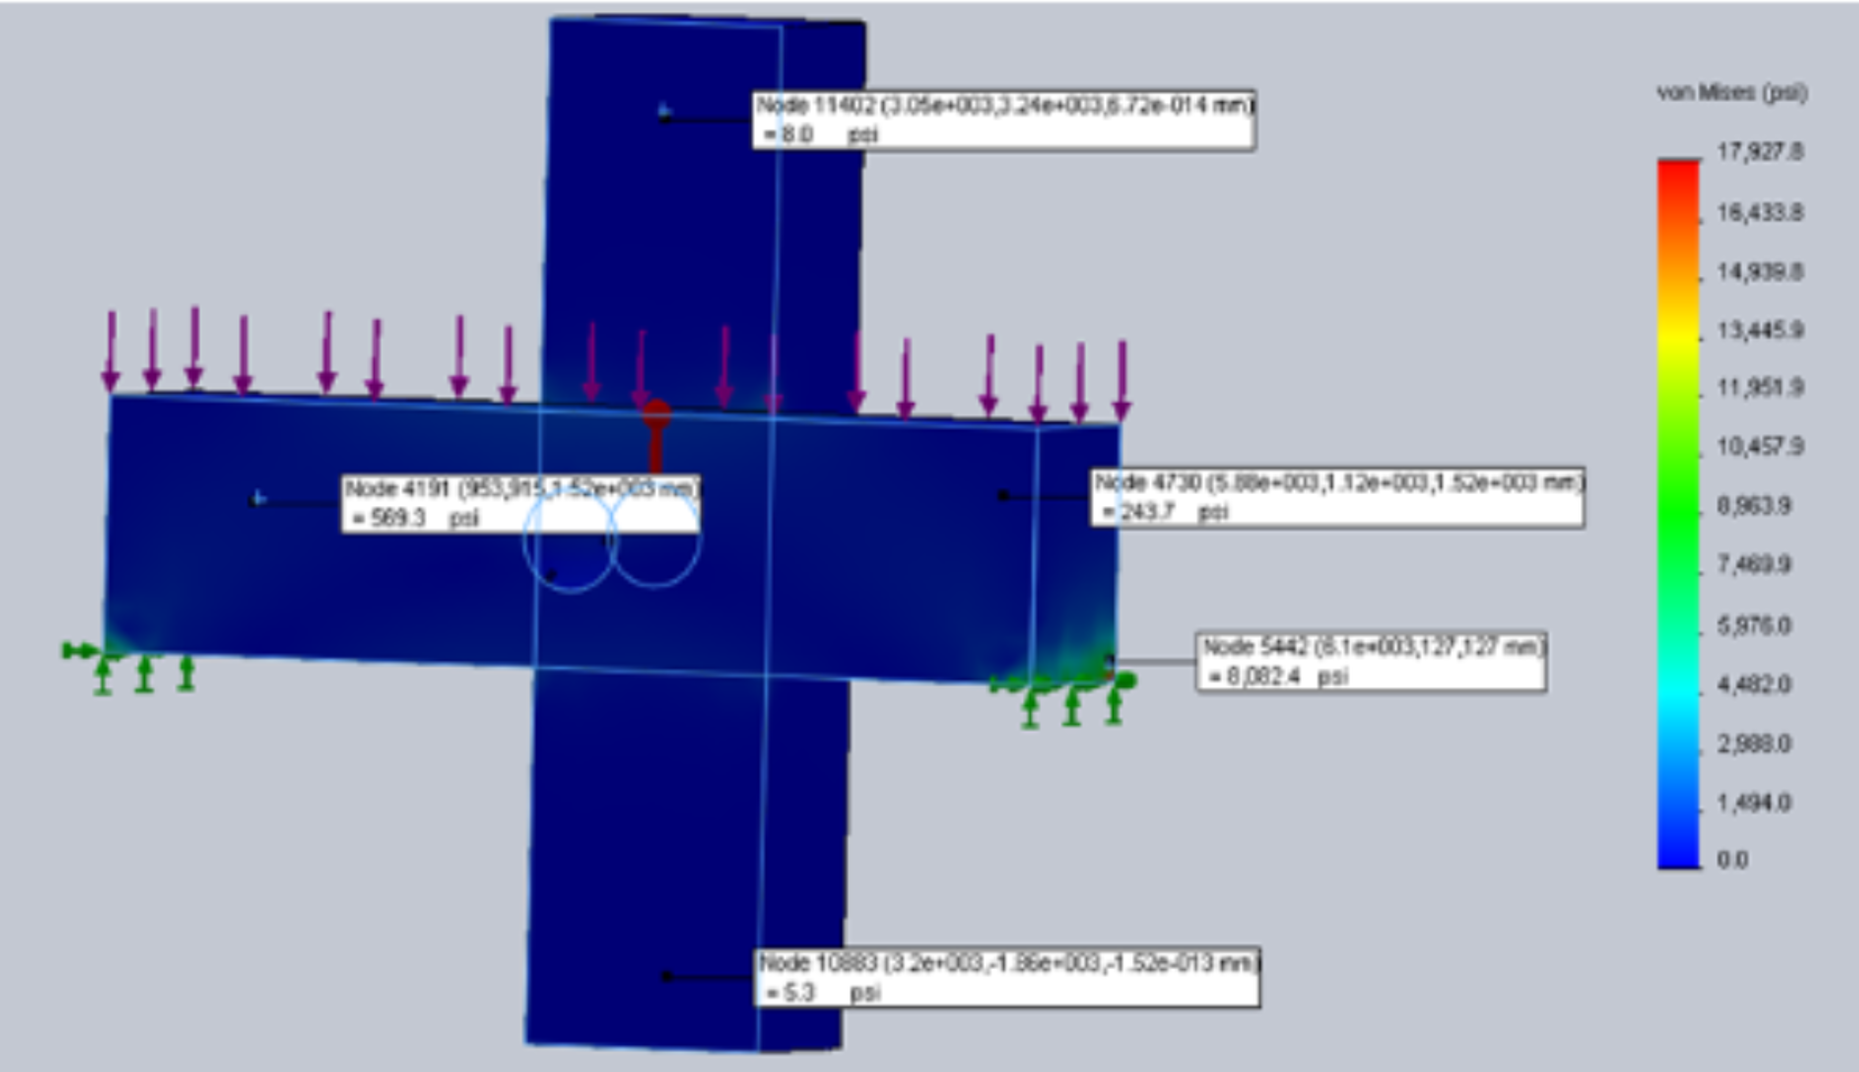 von Mises (psi)
Node 11402 (3.05e+003,3.24e+003,6.72e-014 mm)
= 8.0 psi
17,927.8
16,433.8
14,939.8
13,445.9
11,951.9
10,457.9
8,963.9
7,469.9
5,976.0
4,482.0
2,988.0
1,494.0
0.0
Node 4191 (953,915,1.52e+003 mm)
= 569.3 psi
Node 4730 (5.88e+003,1.12e+003,1.52e+003 mm)
= 243.7 psi
Node 5442 (6.1e+003,127,127 mm)
= 8,082.4 psi
Node 10883 (3.2e+003,-1.86e+003,-1.52e-013 mm)
= 5.3 psi